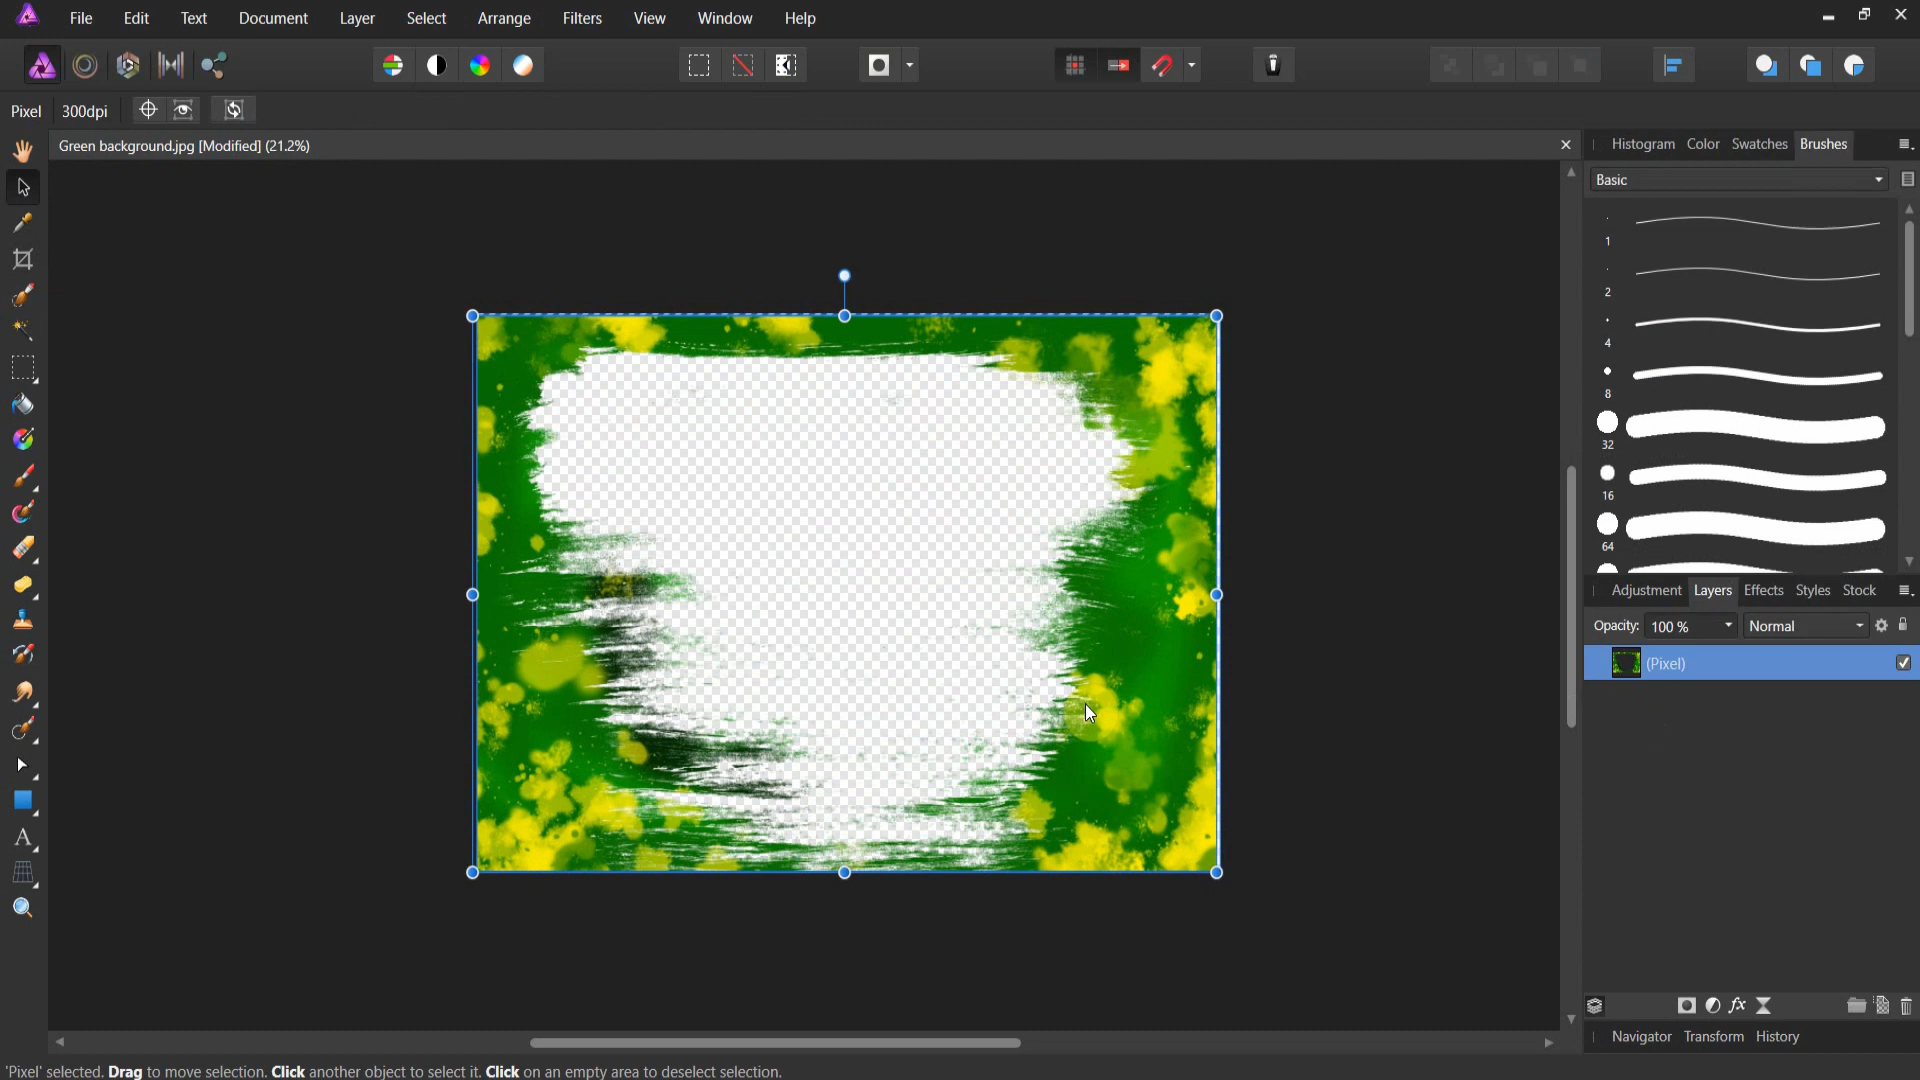 File Edit Text Document Layer Select Arrange Filters View Window Help
Pixel 300dpi
Green background.jpg [Modified] (21.2%)
Histogram Color Swatches Brushes
Basic
1
2
4
8
32
16
64
Adjustment Layers Effects Styles Stock
Opacity: 100 % Normal
(Pixel)
Navigator Transform History
'Pixel' selected. Drag to move selection. Click another object to select it. Click on an empty area to deselect selection.